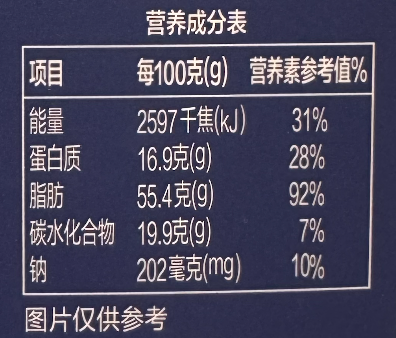 营养成分表
项目 每100克(g) 营养素参考值%
能量 2597千焦(kJ) 31%
蛋白质 16.9克(g) 28%
脂肪 55.4克(g) 92%
碳水化合物 19.9克(g) 7%
钠 202毫克(mg) 10%
图片仅供参考